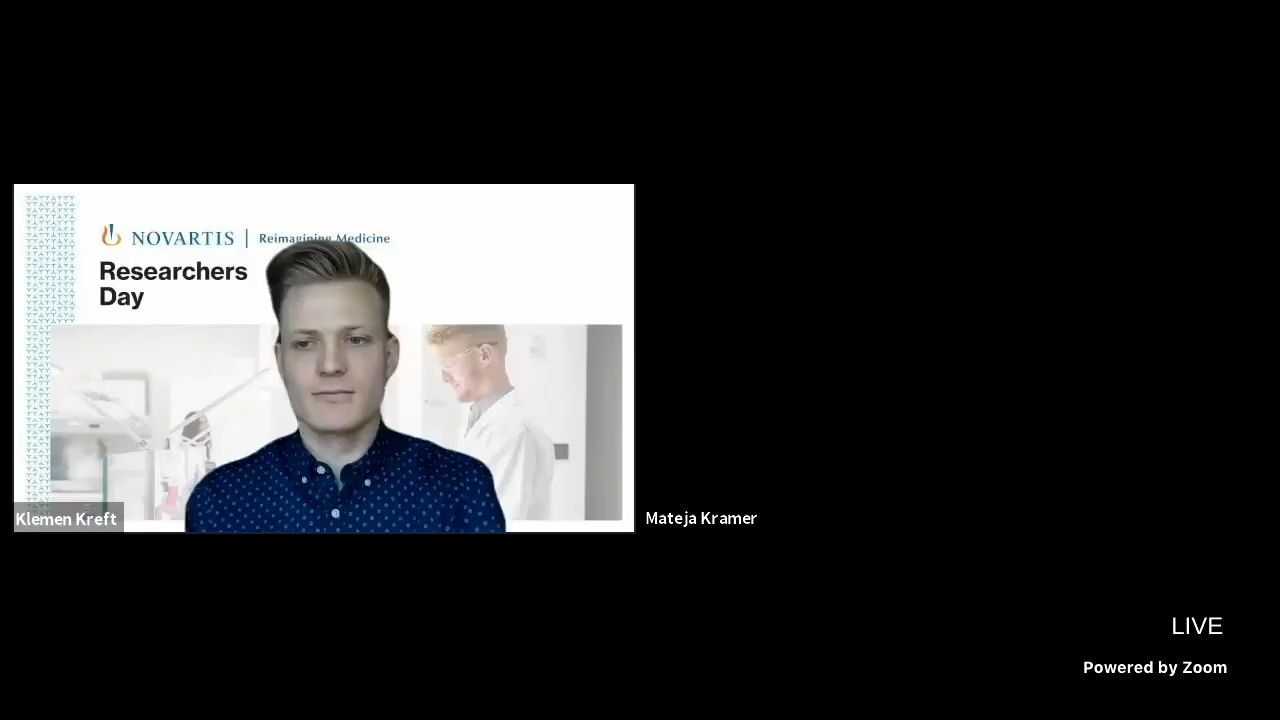 NOVARTIS | Reimagining Medicine
Researchers
Day
Klemen Kreft
Mateja Kramer
LIVE
Powered by Zoom